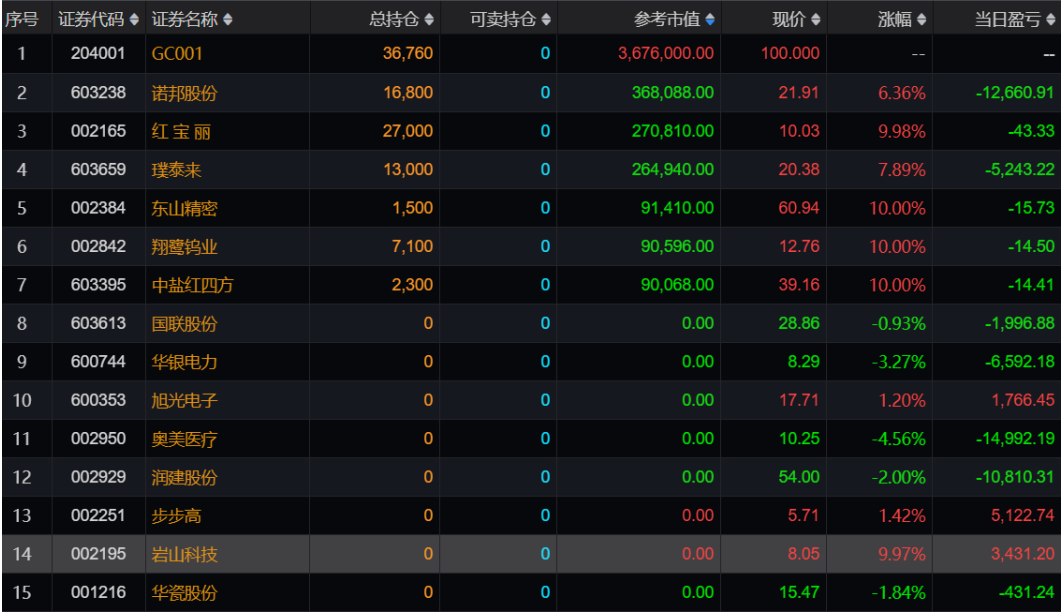 序号 证券代码 证券名称 总持仓 可卖持仓 参考市值 现价 涨幅 当日盈亏
1 204001 GC001 36,760 0 3,676,000.00 100.000 -- --
2 603238 诺邦股份 16,800 0 368,088.00 21.91 6.36% -12,660.91
3 002165 红 宝 丽 27,000 0 270,810.00 10.03 9.98% -43.33
4 603659 璞泰来 13,000 0 264,940.00 20.38 7.89% -5,243.22
5 002384 东山精密 1,500 0 91,410.00 60.94 10.00% -15.73
6 002842 翔鹭钨业 7,100 0 90,596.00 12.76 10.00% -14.50
7 603395 中盐红四方 2,300 0 90,068.00 39.16 10.00% -14.41
8 603613 国联股份 0 0 0.00 28.86 -0.93% -1,996.88
9 600744 华银电力 0 0 0.00 8.29 -3.27% -6,592.18
10 600353 旭光电子 0 0 0.00 17.71 1.20% 1,766.45
11 002950 奥美医疗 0 0 0.00 10.25 -4.56% -14,992.19
12 002929 润建股份 0 0 0.00 54.00 -2.00% -10,810.31
13 002251 步步高 0 0 0.00 5.71 1.42% 5,122.74
14 002195 岩山科技 0 0 0.00 8.05 9.97% 3,431.20
15 001216 华瓷股份 0 0 0.00 15.47 -1.84% -431.24